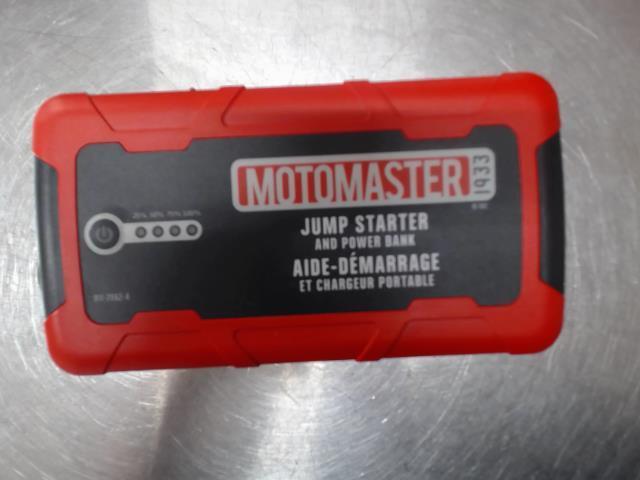 MOTOMASTER 1933
JUMP STARTER
AND POWER BANK
AIDE-DÉMARRAGE
ET CHARGEUR PORTABLE
25% 50% 75% 100%